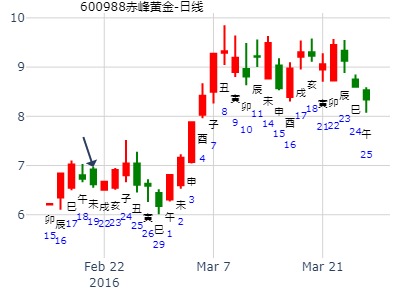 600988赤峰黄金-日线
10
9
8
7
6
卯 辰 巳 午 未 戌 亥 子 丑 寅 巳 午 未 申 酉 子 丑 寅 卯 辰 未 申 酉 戌 亥 寅 卯 辰 巳 午
15 16 17 18 19 22 23 24 25 26 29 1 2 3 4 7 8 9 10 11 14 15 16 17 18 21 22 23 24 25
Feb 22 Mar 7 Mar 21
2016